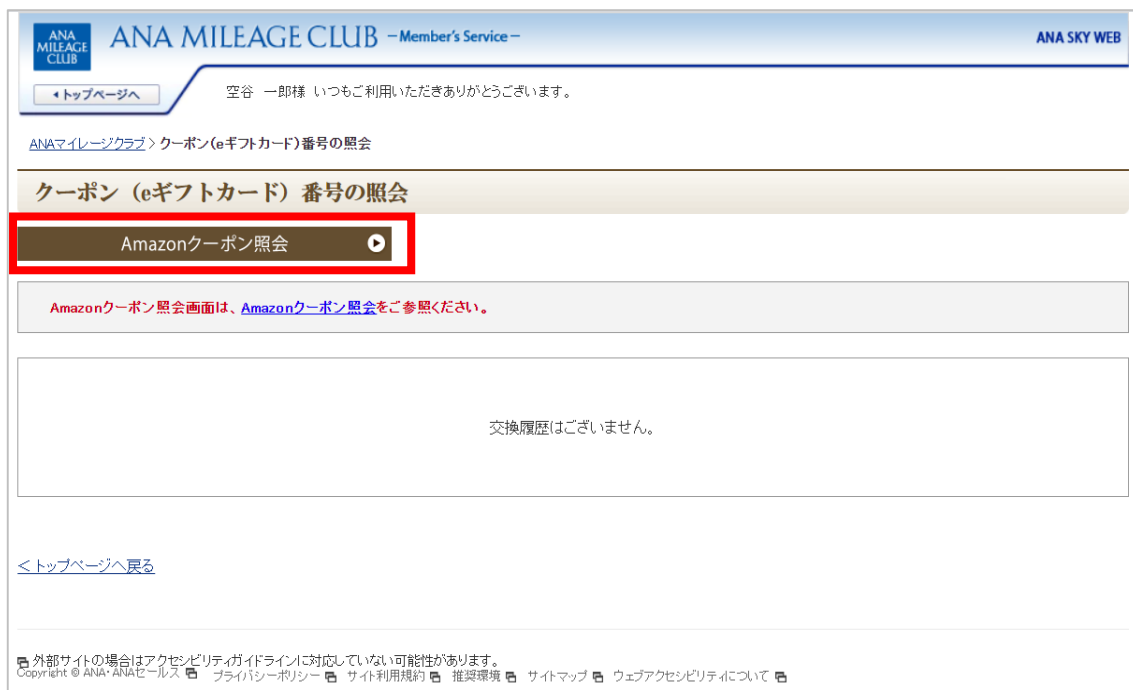 ANA
MILEAGE
CLUB
ANA MILEAGE CLUB －Member's Service－
ANA SKY WEB
トップページへ
空谷 一郎様 いつもご利用いただきありがとうございます。
ANAマイレージクラブ > クーポン(eギフトカード)番号の照会
クーポン（eギフトカード）番号の照会
Amazonクーポン照会
Amazonクーポン照会画面は、Amazonクーポン照会をご参照ください。
交換履歴はございません。
＜トップページへ戻る
外部サイトの場合はアクセシビリティガイドラインに対応していない可能性があります。
Copyright © ANA・ANAセールス プライバシーポリシー サイト利用規約 推奨環境 サイトマップ ウェブアクセシビリティについて